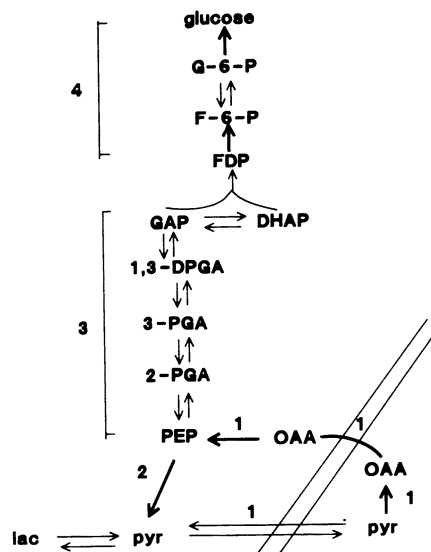 glucose
G-6-P
4
F-6-P
FDP
GAP DHAP
1,3-DPGA
3 3-PGA
2-PGA
PEP 1 OAA 1
OAA
2 1
1
lac pyr pyr